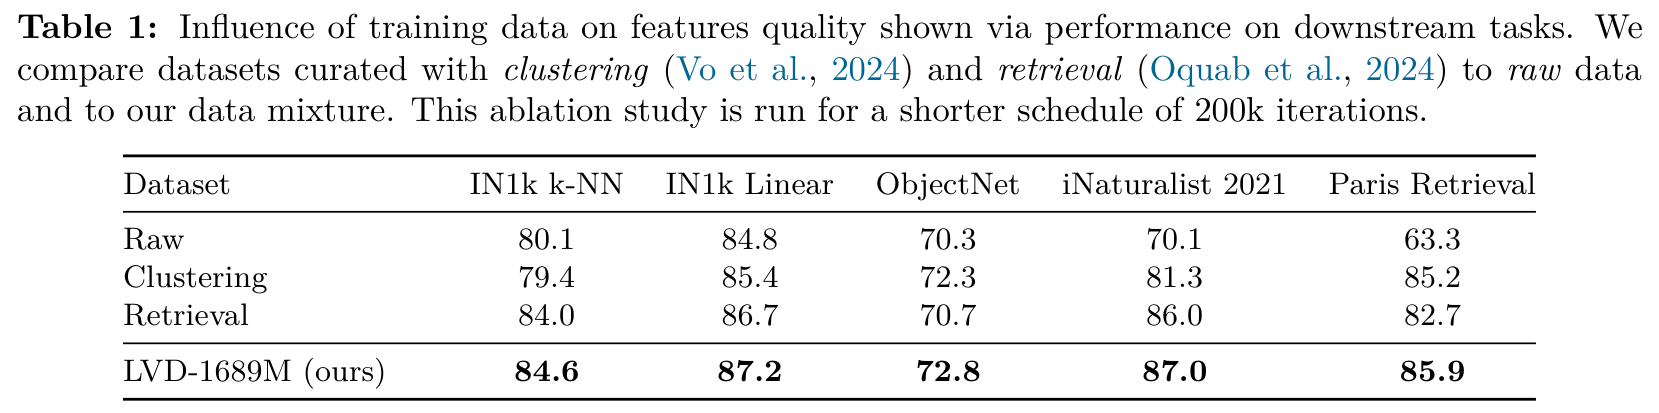 Table 1: Influence of training data on features quality shown via performance on downstream tasks. We
compare datasets curated with clustering (Vo et al., 2024) and retrieval (Oquab et al., 2024) to raw data
and to our data mixture. This ablation study is run for a shorter schedule of 200k iterations.
Dataset IN1k k-NN IN1k Linear ObjectNet iNaturalist 2021 Paris Retrieval
Raw 80.1 84.8 70.3 70.1 63.3
Clustering 79.4 85.4 72.3 81.3 85.2
Retrieval 84.0 86.7 70.7 86.0 82.7
LVD-1689M (ours) 84.6 87.2 72.8 87.0 85.9